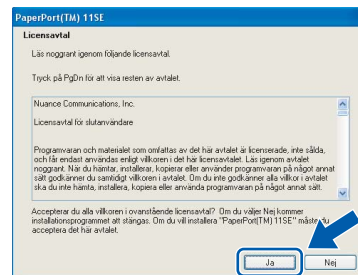 PaperPort(TM) 11SE
Licensavtal
Läs noggrant igenom följande licensavtal.
Tryck på PgDn för att visa resten av avtalet.
Nuance Communications, Inc.
Licensavtal för slutanvändare
Programvaran och materialet som omfattas av det här avtalet är licenserade, inte sålda,
och får endast användas enligt villkoren i det här licensavtalet. Läs igenom avtalet
noggrant. När du hämtar, installerar, kopierar eller använder programvaran på något annat
sätt godkänner du samtidigt villkoren i avtalet. Om du inte godkänner alla villkor i avtalet
ska du inte hämta, installera, kopiera eller använda programvaran på något annat sätt.
Accepterar du alla villkoren i ovanstående licensavtal? Om du väljer Nej kommer
installationsprogrammet att stängas. Om du vill installera "PaperPort(TM) 11SE" måste du
acceptera det här avtalet.
Ja
Nej